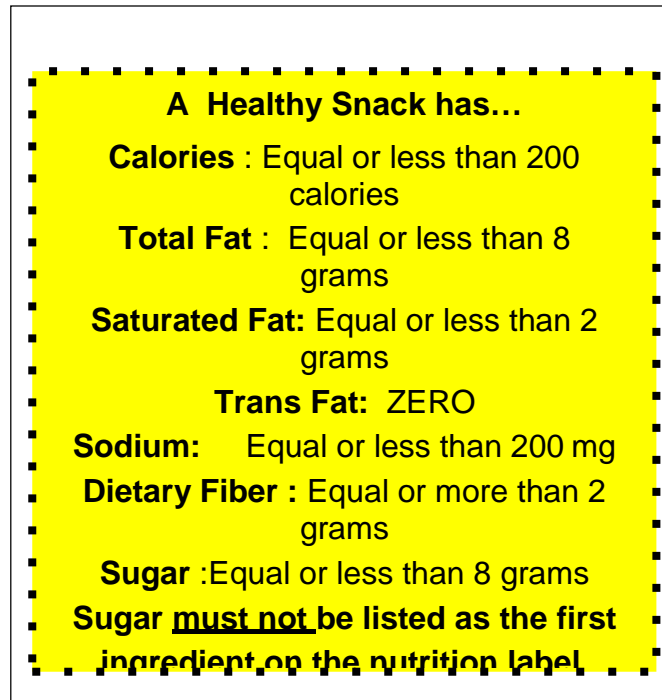 A  Healthy Snack has…
Calories : Equal or less than 200
calories
Total Fat :  Equal or less than 8
grams
Saturated Fat: Equal or less than 2
grams
Trans Fat:  ZERO
Sodium:     Equal or less than 200 mg
Dietary Fiber : Equal or more than 2
grams
Sugar :Equal or less than 8 grams
Sugar must not be listed as the first
ingredient on the nutrition label